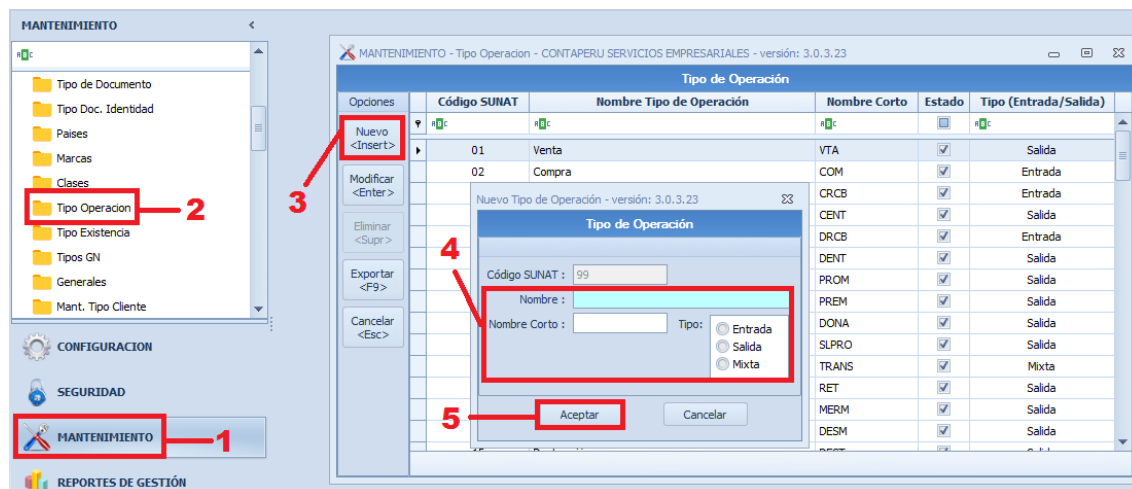 MANTENIMIENTO
Tipo de Documento
Tipo Doc. Identidad
Paises
Marcas
Clases
Tipo Operacion
Tipo Existencia
Tipos GN
Generales
Mant. Tipo Cliente
CONFIGURACION
SEGURIDAD
MANTENIMIENTO
REPORTES DE GESTIÓN
1
2
3
4
5
MANTENIMIENTO - Tipo Operacion - CONTAPERU SERVICIOS EMPRESARIALES - versión: 3.0.3.23
Tipo de Operación
Opciones
Nuevo
<Insert>
Modificar
<Enter>
Eliminar
<Supr>
Exportar
<F9>
Cancelar
<Esc>
Código SUNAT Nombre Tipo de Operación Nombre Corto Estado Tipo (Entrada/Salida)
01 Venta VTA Salida
02 Compra COM Entrada
CRCB Entrada
CENT Salida
DRCB Entrada
DENT Salida
PROM Salida
PREM Salida
DONA Salida
SLPRO Salida
TRANS Mixta
RET Salida
MERM Salida
DESM Salida
Nuevo Tipo de Operación - versión: 3.0.3.23
Tipo de Operación
Código SUNAT : 99
Nombre :
Nombre Corto : Tipo:
Entrada
Salida
Mixta
Aceptar Cancelar